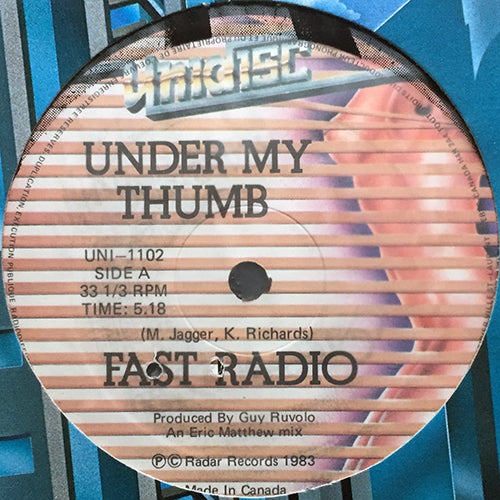 UNIDISC
UNDER MY
THUMB
UNI-1102
SIDE A
33 1/3 RPM
TIME: 5.18
(M. Jagger, K. Richards)
FAST RADIO
Produced By Guy Ruvolo
An Eric Matthew mix
ⓅⒸ Radar Records 1983
Made In Canada